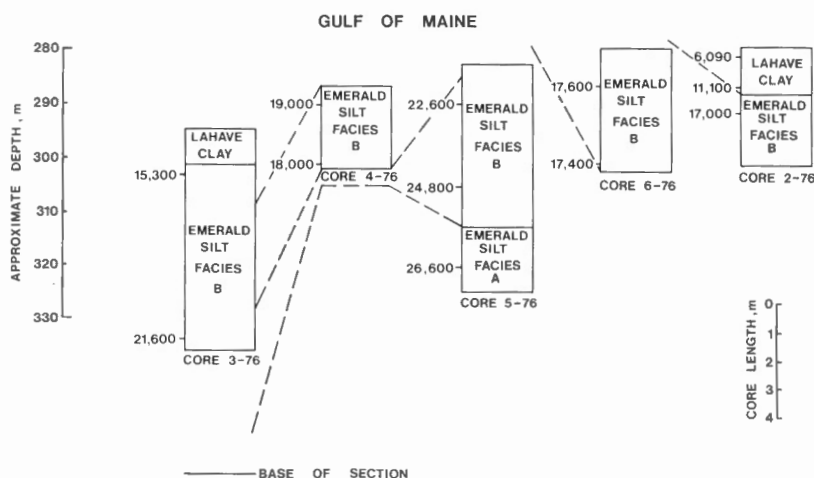 GULF OF MAINE
APPROXIMATE DEPTH, m
280
290
300
310
320
330
LAHAVE
CLAY
15,300
EMERALD
SILT
FACIES
B
21,600
CORE 3-76
19,000
EMERALD
SILT
FACIES
B
18,000
CORE 4-76
22,600
EMERALD
SILT
FACIES
B
24,800
EMERALD
SILT
FACIES
A
26,600
CORE 5-76
17,600
EMERALD
SILT
FACIES
B
17,400
CORE 6-76
6,090
LAHAVE
CLAY
11,100
17,000
EMERALD
SILT
FACIES
B
CORE 2-76
CORE LENGTH, m
0
1
2
3
4
BASE OF SECTION